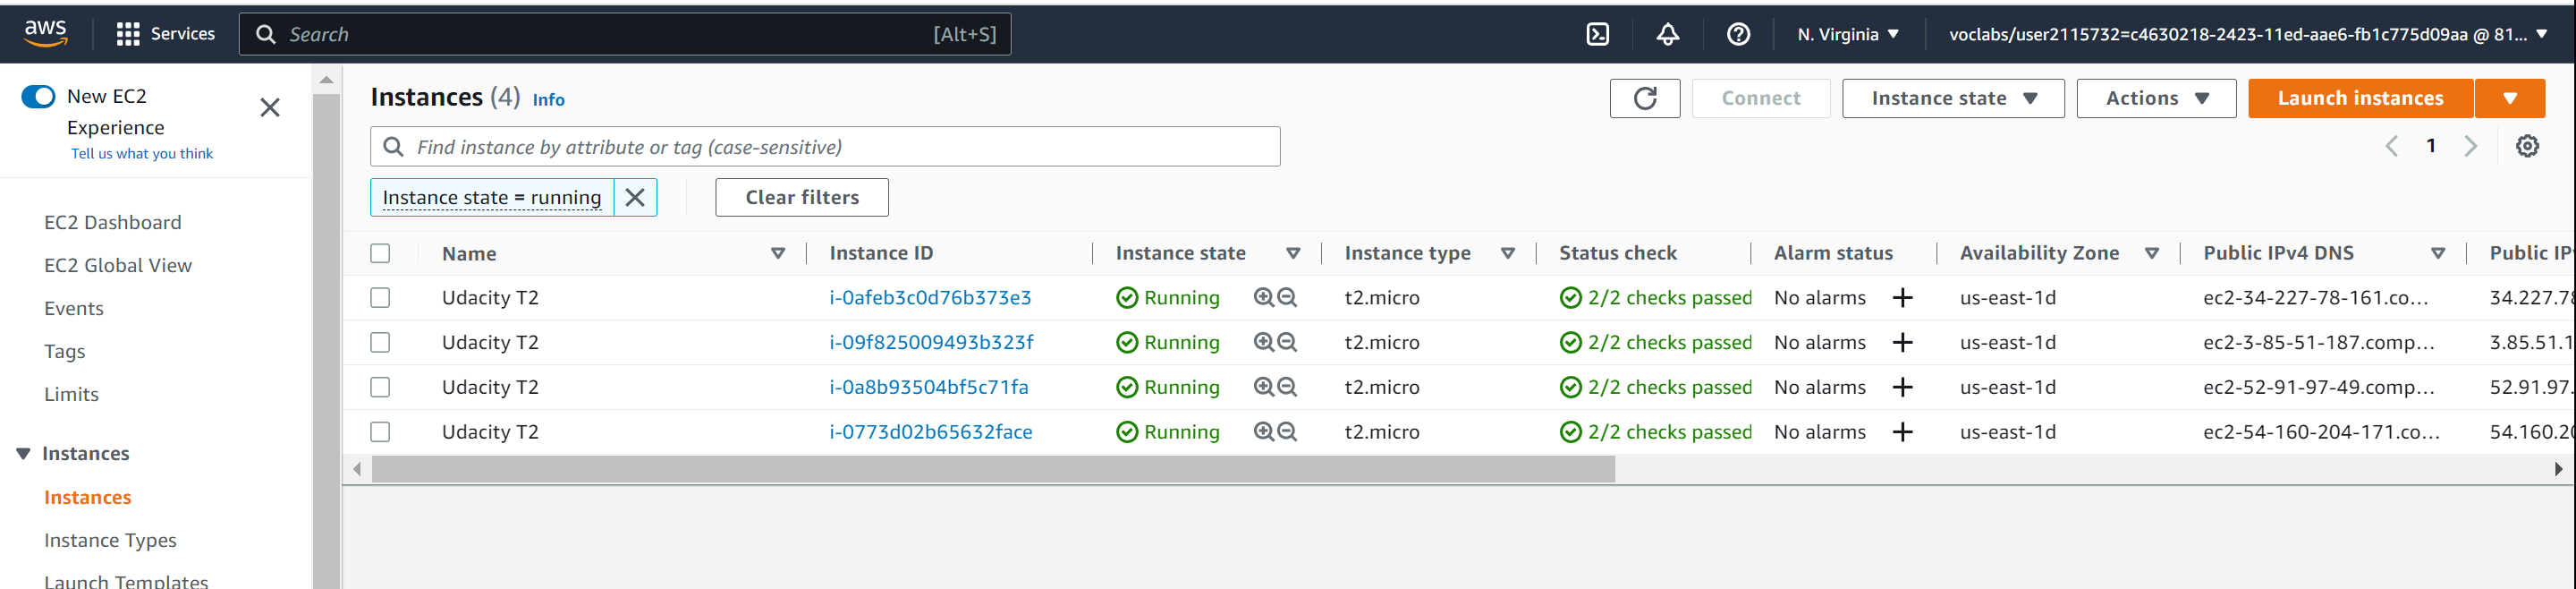 aws
Services
Search [Alt+S]
N. Virginia
voclabs/user2115732=c4630218-2423-11ed-aae6-fb1c775d09aa @ 81...
New EC2
Experience
Tell us what you think
EC2 Dashboard
EC2 Global View
Events
Tags
Limits
Instances
Instances
Instance Types
Launch Templates
Instances (4) Info
Connect
Instance state
Actions
Launch instances
Find instance by attribute or tag (case-sensitive)
1
Instance state = running
Clear filters
Name Instance ID Instance state Instance type Status check Alarm status Availability Zone Public IPv4 DNS Public IP
Udacity T2 i-0afeb3c0d76b373e3 Running t2.micro 2/2 checks passed No alarms + us-east-1d ec2-34-227-78-161.co... 34.227.78
Udacity T2 i-09f825009493b323f Running t2.micro 2/2 checks passed No alarms + us-east-1d ec2-3-85-51-187.comp... 3.85.51.1
Udacity T2 i-0a8b93504bf5c71fa Running t2.micro 2/2 checks passed No alarms + us-east-1d ec2-52-91-97-49.comp... 52.91.97.
Udacity T2 i-0773d02b65632face Running t2.micro 2/2 checks passed No alarms + us-east-1d ec2-54-160-204-171.co... 54.160.20